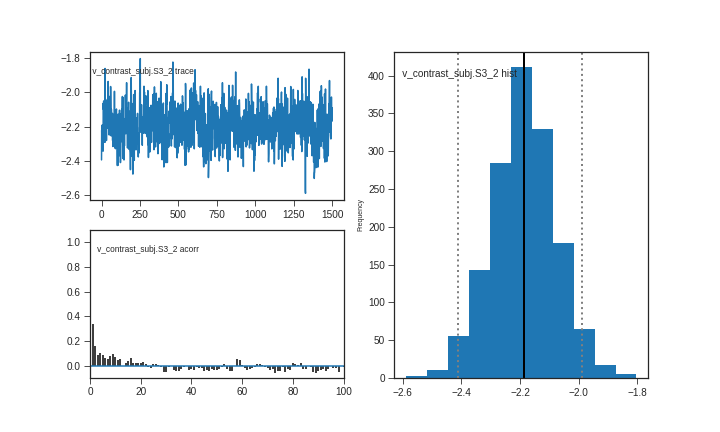 −1.8
v_contrast_subj.S3_2 trace
−2.0
−2.2
−2.4
−2.6
0 250 500 750 1000 1250 1500
1.0
v_contrast_subj.S3_2 acorr
0.8
0.6
0.4
0.2
0.0
0 20 40 60 80 100
v_contrast_subj.S3_2 hist
400
350
300
250
200
150
100
50
0
Frequency
−2.6 −2.4 −2.2 −2.0 −1.8